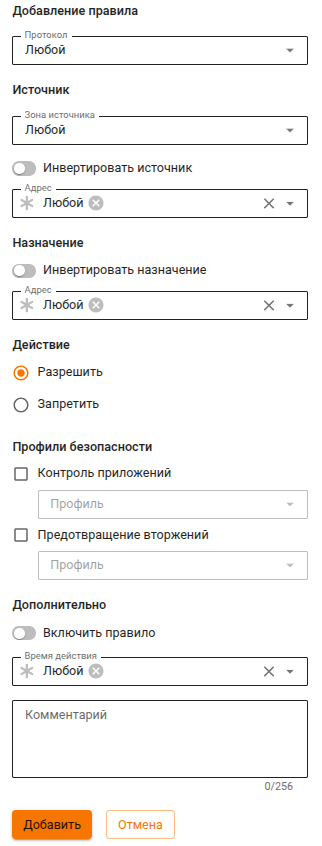 Добавление правила
Протокол
Любой
Источник
Зона источника
Любой
Инвертировать источник
Адрес
Любой
Назначение
Инвертировать назначение
Адрес
Любой
Действие
Разрешить
Запретить
Профили безопасности
Контроль приложений
Профиль
Предотвращение вторжений
Профиль
Дополнительно
Включить правило
Время действия
Любой
Комментарий
0/256
Добавить Отмена